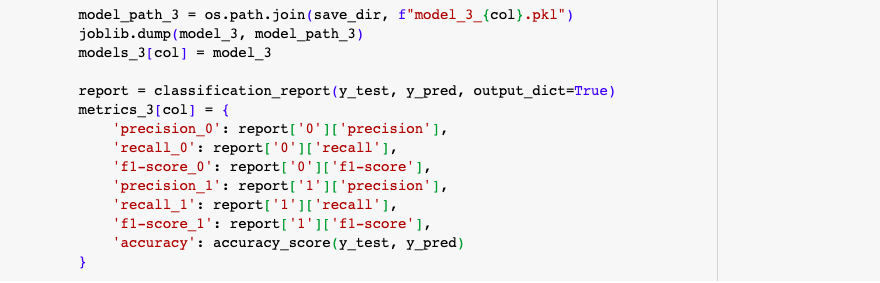 model_path_3 = os.path.join(save_dir, f"model_3_{col}.pkl")
joblib.dump(model_3, model_path_3)
models_3[col] = model_3

report = classification_report(y_test, y_pred, output_dict=True)
metrics_3[col] = {
    'precision_0': report['0']['precision'],
    'recall_0': report['0']['recall'],
    'f1-score_0': report['0']['f1-score'],
    'precision_1': report['1']['precision'],
    'recall_1': report['1']['recall'],
    'f1-score_1': report['1']['f1-score'],
    'accuracy': accuracy_score(y_test, y_pred)
}